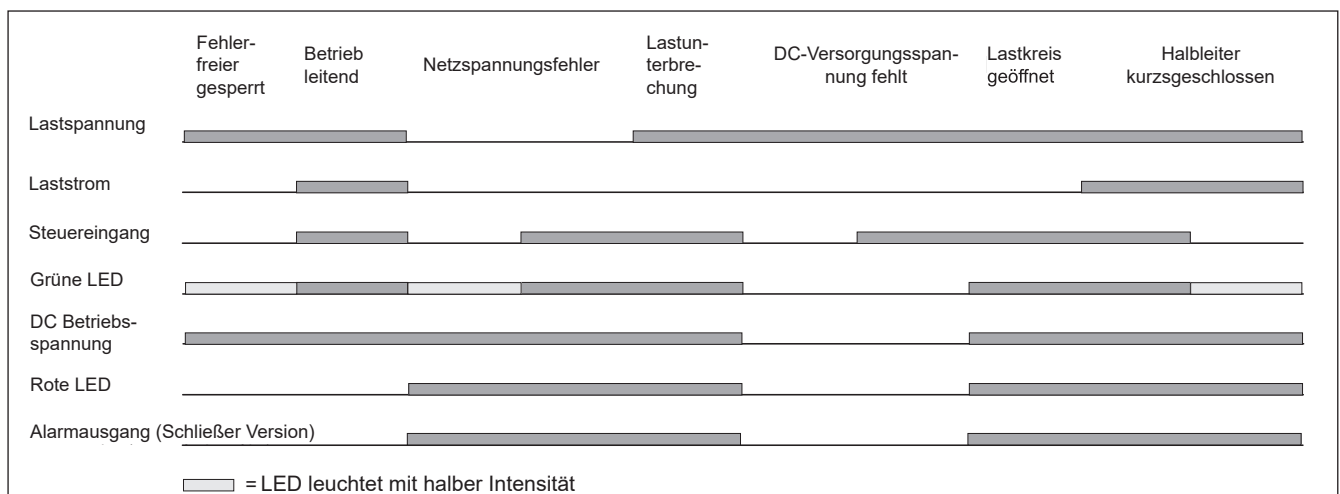 Fehler-
freier
gesperrt
Betrieb
leitend
Netzspannungsfehler
Lastun-
terbre-
chung
DC-Versorgungsspan-
nung fehlt
Lastkreis
geöffnet
Halbleiter
kurzsgeschlossen
Lastspannung
Laststrom
Steuereingang
Grüne LED
DC Betriebs-
spannung
Rote LED
Alarmausgang (Schließer Version)
= LED leuchtet mit halber Intensität